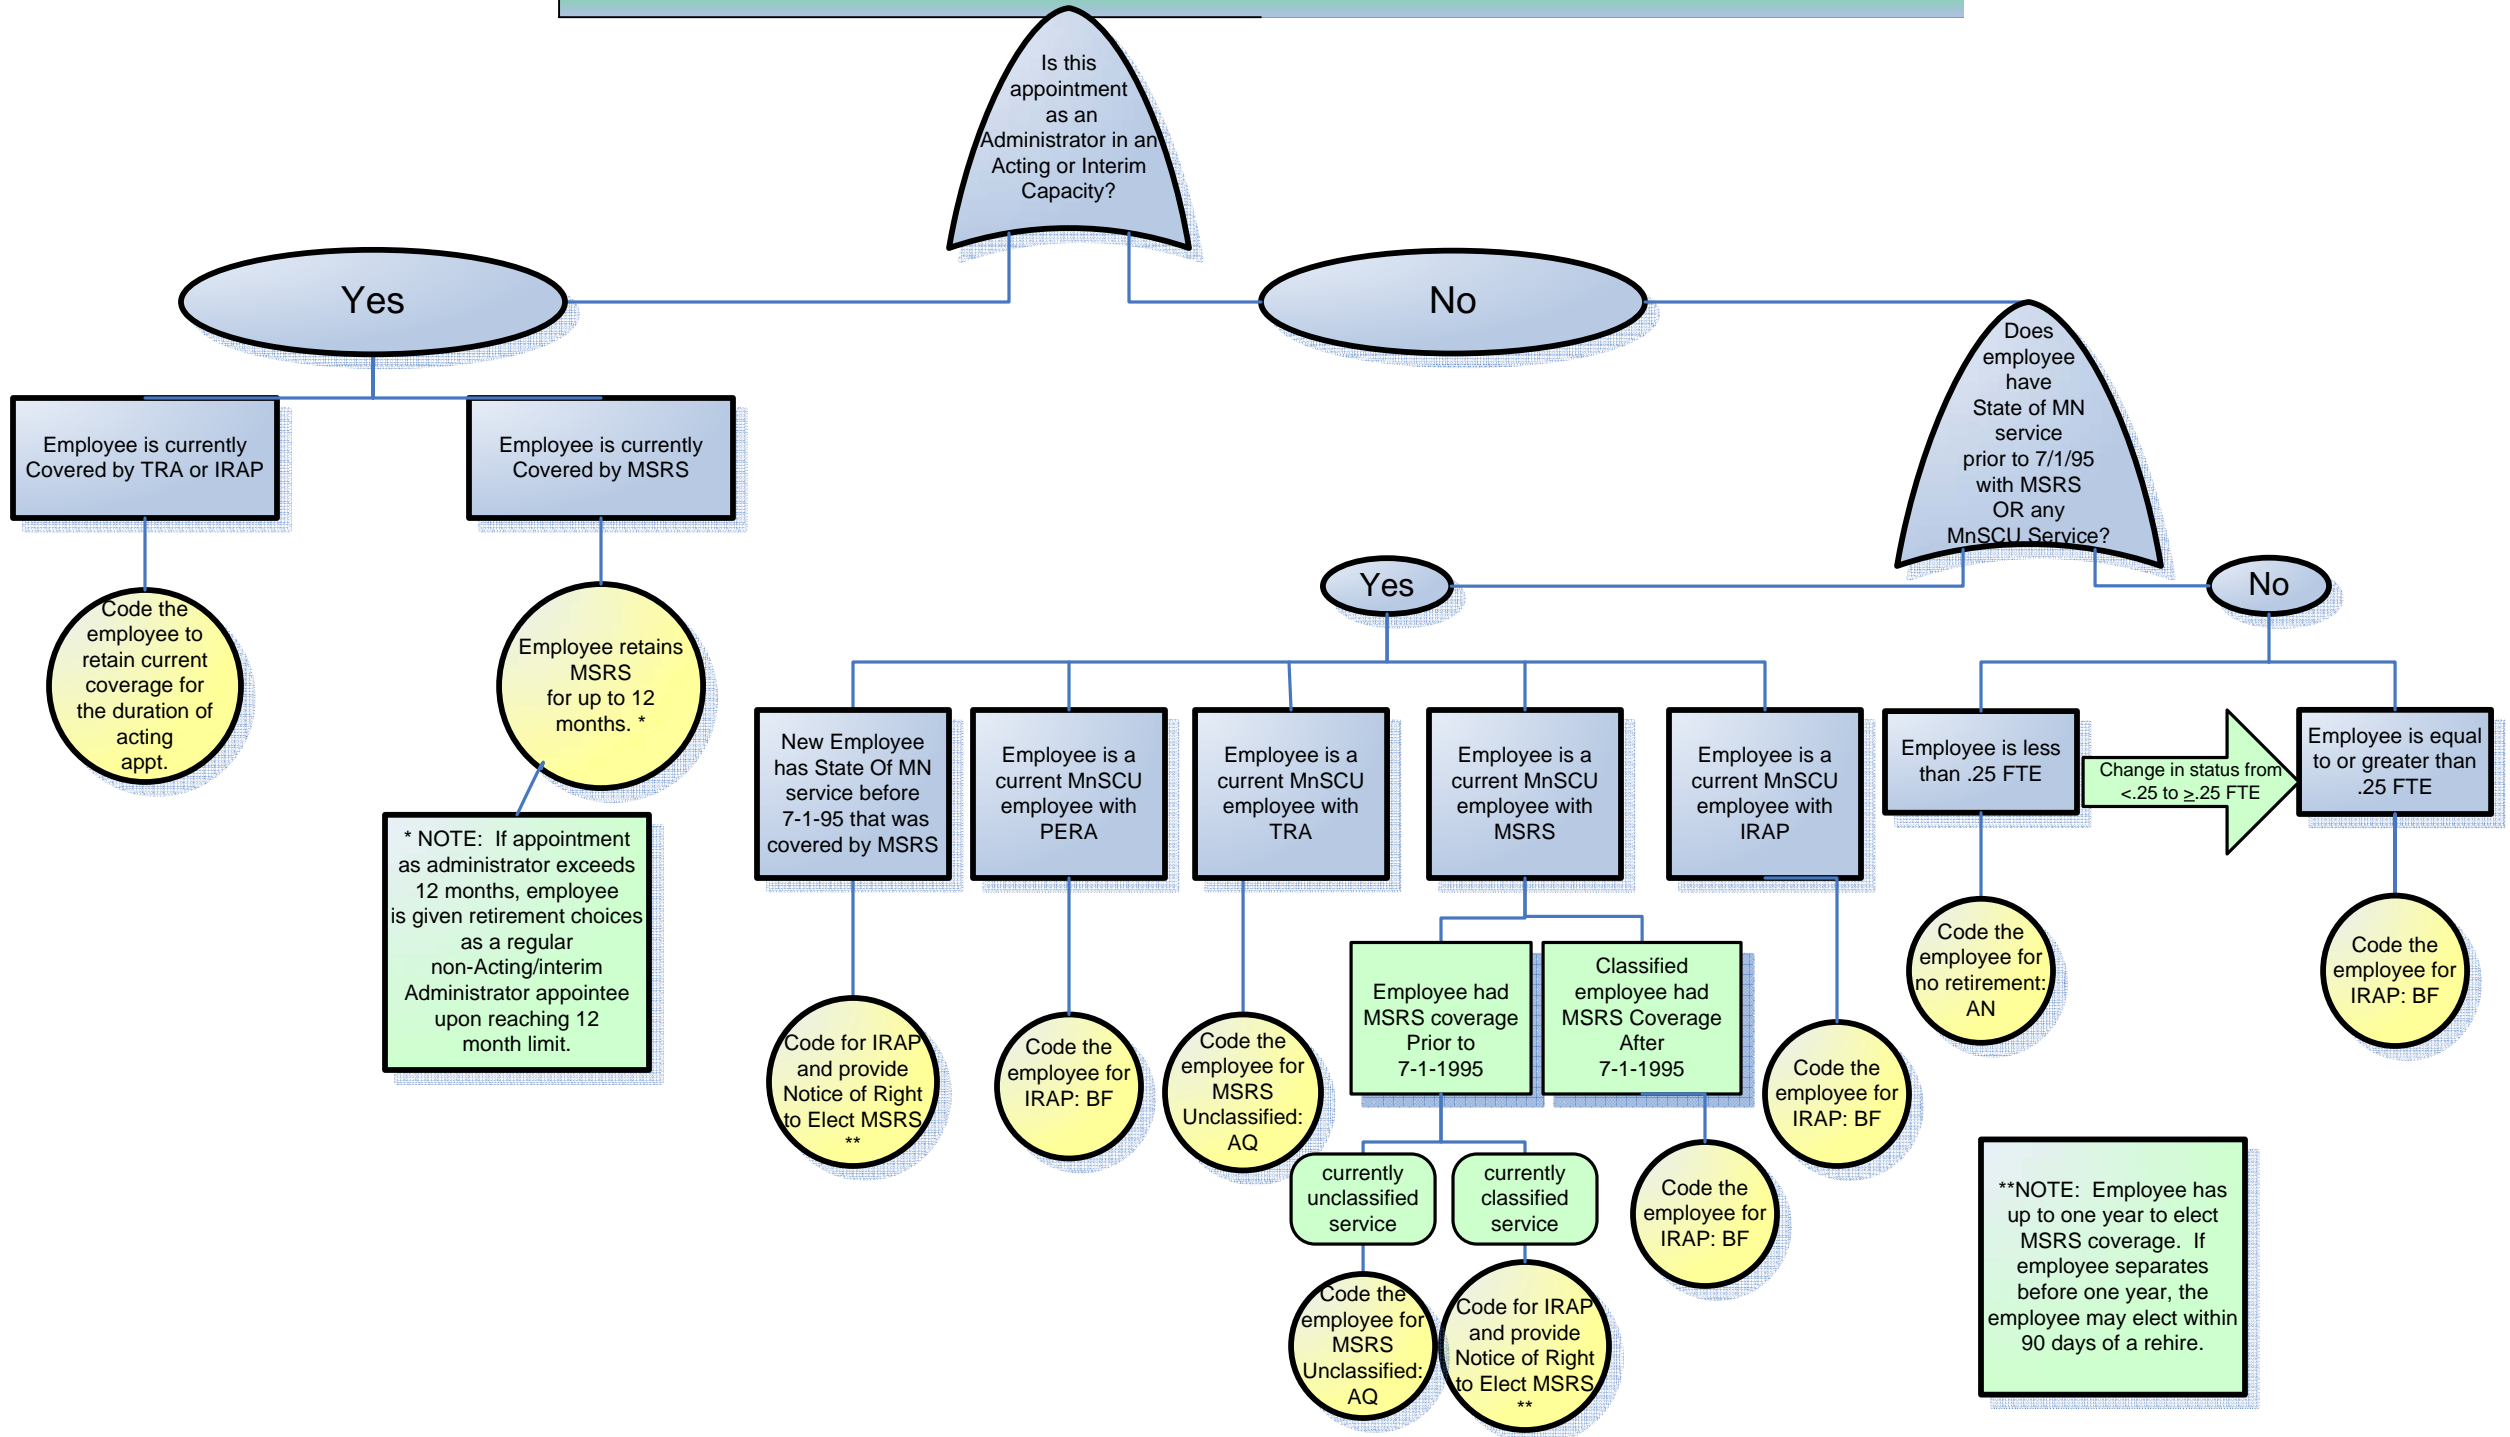 Is this
appointment
as an
Administrator in an
Acting or Interim
Capacity?
Yes
No
Employee is currently
Covered by TRA or IRAP
Employee is currently
Covered by MSRS
Does
employee
have
State of MN
service
prior to 7/1/95
with MSRS
OR any
MnSCU Service?
Code the
employee to
retain current
coverage for
the duration of
acting
appt.
Employee retains
MSRS
for up to 12
months. *
* NOTE: If appointment
as administrator exceeds
12 months, employee
is given retirement choices
as a regular
non-Acting/interim
Administrator appointee
upon reaching 12
month limit.
Yes
No
New Employee
has State Of MN
service before
7-1-95 that was
covered by MSRS
Employee is a
current MnSCU
employee with
PERA
Employee is a
current MnSCU
employee with
TRA
Employee is a
current MnSCU
employee with
MSRS
Employee is a
current MnSCU
employee with
IRAP
Employee is less
than .25 FTE
Change in status from
<.25 to ≥.25 FTE
Employee is equal
to or greater than
.25 FTE
Code for IRAP
and provide
Notice of Right
to Elect MSRS
**
Code the
employee for
IRAP: BF
Code the
employee for
MSRS
Unclassified:
AQ
Employee had
MSRS coverage
Prior to
7-1-1995
Classified
employee had
MSRS Coverage
After
7-1-1995
Code the
employee for
IRAP: BF
Code the
employee for
no retirement:
AN
Code the
employee for
IRAP: BF
currently
unclassified
service
currently
classified
service
Code the
employee for
IRAP: BF
Code the
employee for
MSRS
Unclassified:
AQ
Code for IRAP
and provide
Notice of Right
to Elect MSRS
**
**NOTE: Employee has
up to one year to elect
MSRS coverage. If
employee separates
before one year, the
employee may elect within
90 days of a rehire.